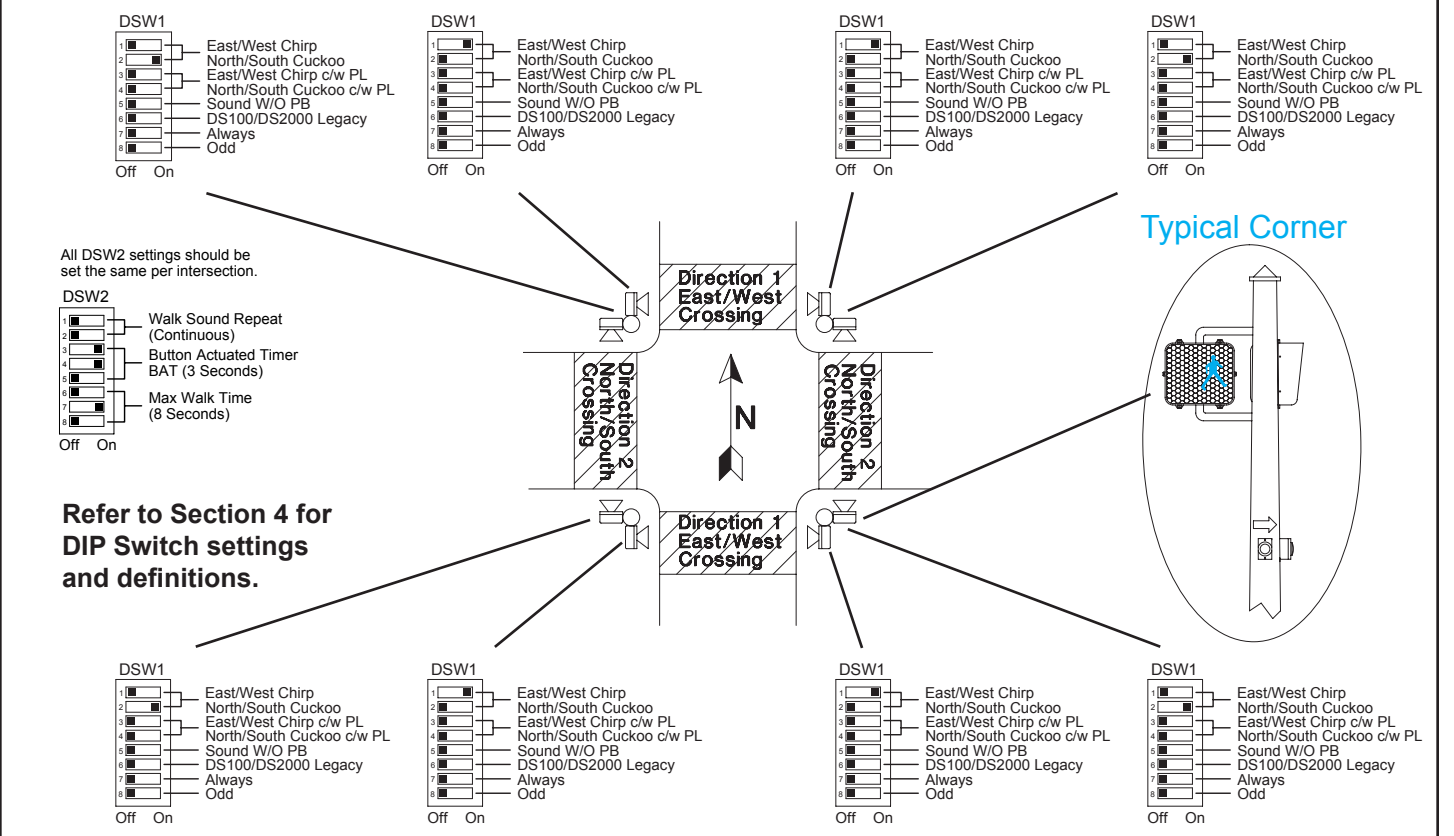 DSW1
1
2
3
4
5
6
7
8
East/West Chirp
North/South Cuckoo
East/West Chirp c/w PL
North/South Cuckoo c/w PL
Sound W/O PB
DS100/DS2000 Legacy
Always
Odd
Off On
DSW1
1
2
3
4
5
6
7
8
East/West Chirp
North/South Cuckoo
East/West Chirp c/w PL
North/South Cuckoo c/w PL
Sound W/O PB
DS100/DS2000 Legacy
Always
Odd
Off On
DSW1
1
2
3
4
5
6
7
8
East/West Chirp
North/South Cuckoo
East/West Chirp c/w PL
North/South Cuckoo c/w PL
Sound W/O PB
DS100/DS2000 Legacy
Always
Odd
Off On
DSW1
1
2
3
4
5
6
7
8
East/West Chirp
North/South Cuckoo
East/West Chirp c/w PL
North/South Cuckoo c/w PL
Sound W/O PB
DS100/DS2000 Legacy
Always
Odd
Off On
All DSW2 settings should be
set the same per intersection.
DSW2
1
2
3
4
5
6
7
8
Walk Sound Repeat
(Continuous)
Button Actuated Timer
BAT (3 Seconds)
Max Walk Time
(8 Seconds)
Off On
Refer to Section 4 for
DIP Switch settings
and definitions.
Direction 1
East/West
Crossing
Direction 2
North/South
Crossing
N
Direction 2
North/South
Crossing
Direction 1
East/West
Crossing
Typical Corner
DSW1
1
2
3
4
5
6
7
8
East/West Chirp
North/South Cuckoo
East/West Chirp c/w PL
North/South Cuckoo c/w PL
Sound W/O PB
DS100/DS2000 Legacy
Always
Odd
Off On
DSW1
1
2
3
4
5
6
7
8
East/West Chirp
North/South Cuckoo
East/West Chirp c/w PL
North/South Cuckoo c/w PL
Sound W/O PB
DS100/DS2000 Legacy
Always
Odd
Off On
DSW1
1
2
3
4
5
6
7
8
East/West Chirp
North/South Cuckoo
East/West Chirp c/w PL
North/South Cuckoo c/w PL
Sound W/O PB
DS100/DS2000 Legacy
Always
Odd
Off On
DSW1
1
2
3
4
5
6
7
8
East/West Chirp
North/South Cuckoo
East/West Chirp c/w PL
North/South Cuckoo c/w PL
Sound W/O PB
DS100/DS2000 Legacy
Always
Odd
Off On